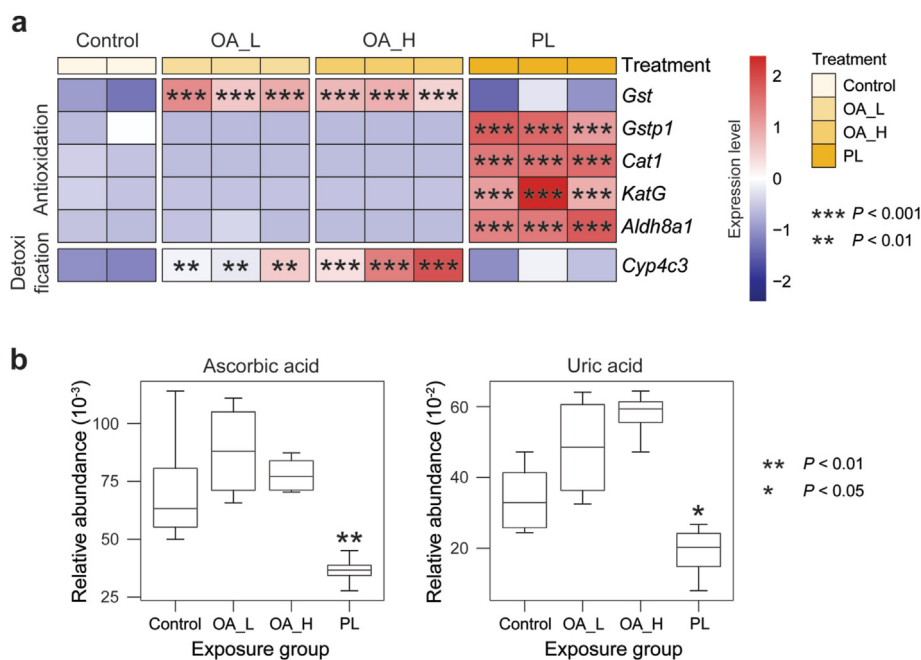 a
Control OA_L OA_H PL
Treatment
Antioxidation
*** *** *** *** *** *** Gst
*** *** *** Gstp1
*** *** *** Cat1
*** *** *** KatG
*** *** *** Aldh8a1
Detoxi
fication
** ** ** *** *** *** Cyp4c3
Expression level
2
1
0
−1
−2
Treatment
Control
OA_L
OA_H
PL
*** P < 0.001
** P < 0.01
b
Ascorbic acid
Relative abundance (10-3)
100
75
50
25
**
Control OA_L OA_H PL
Exposure group
Uric acid
Relative abundance (10-2)
60
40
20
*
Control OA_L OA_H PL
Exposure group
** P < 0.01
* P < 0.05